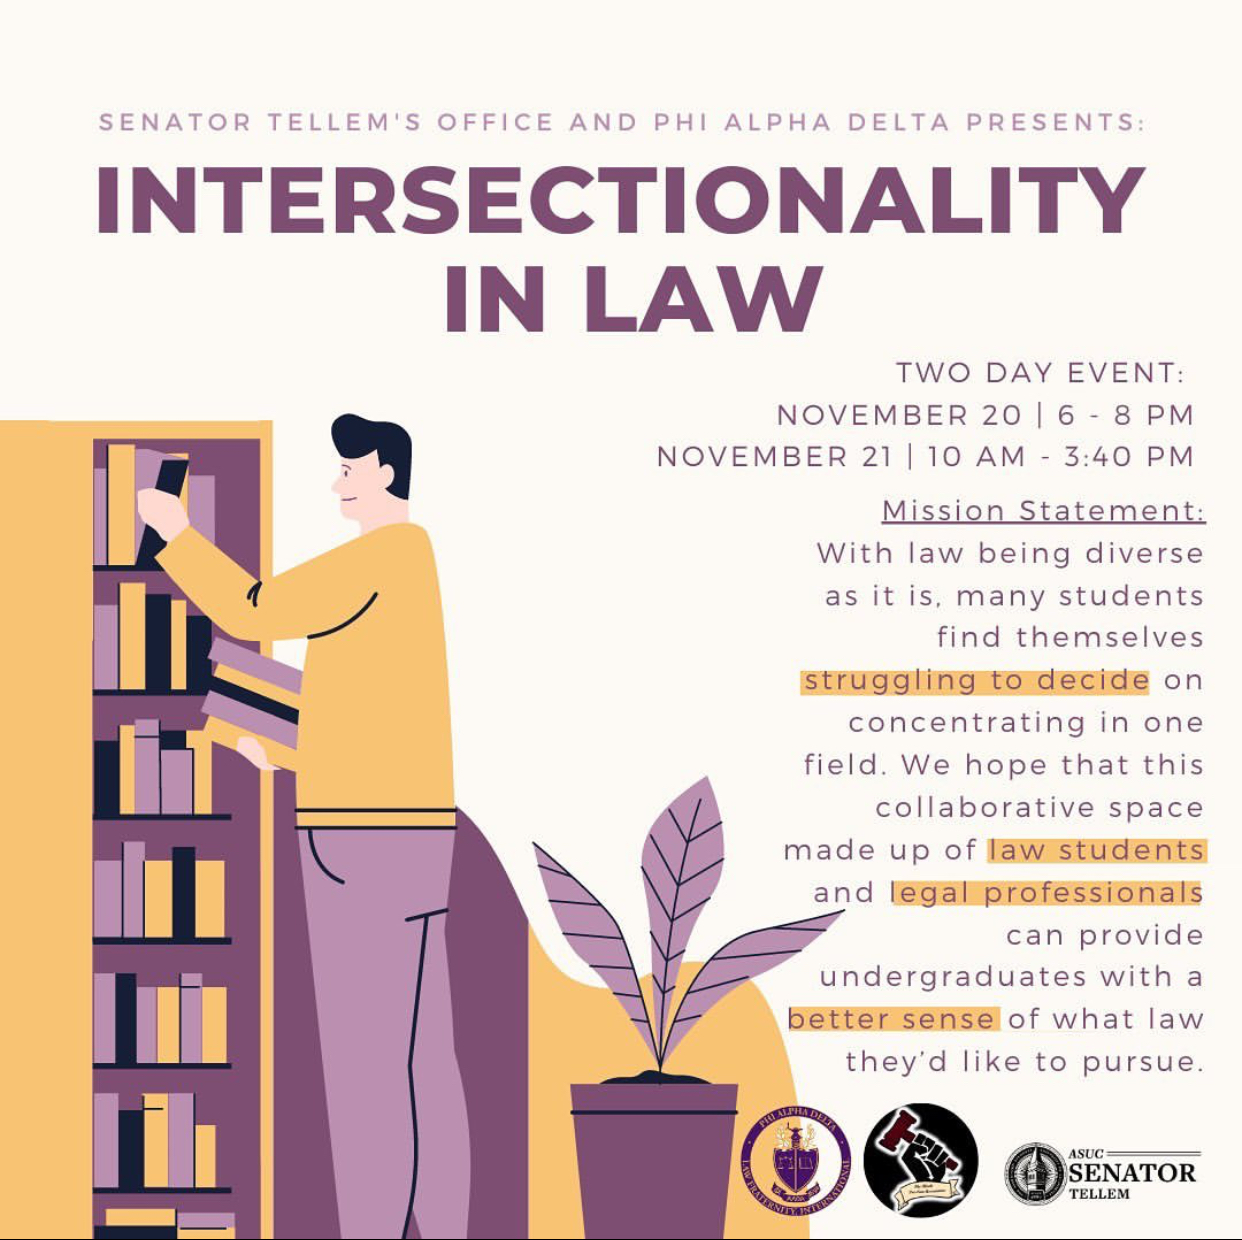 SENATOR TELLEM'S OFFICE AND PHI ALPHA DELTA PRESENTS:
INTERSECTIONALITY
IN LAW
TWO DAY EVENT:
NOVEMBER 20 | 6 - 8 PM
NOVEMBER 21 | 10 AM - 3:40 PM
Mission Statement:
With law being diverse
as it is, many students
find themselves
struggling to decide on
concentrating in one
field. We hope that this
collaborative space
made up of law students
and legal professionals
can provide
undergraduates with a
better sense of what law
they’d like to pursue.
PHI ALPHA DELTA
LAW FRATERNITY, INTERNATIONAL
ASUC
SENATOR
TELLEM